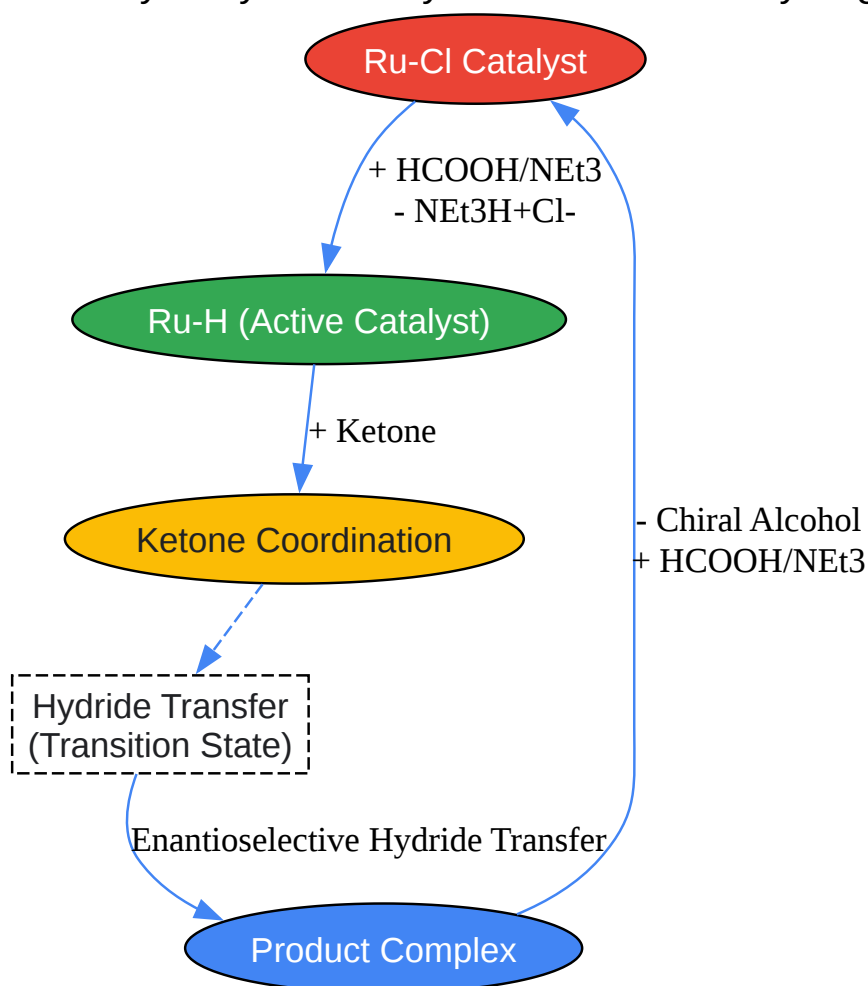 Ru-Cl Catalyst
+ HCOOH/NEt3
- NEt3H+Cl-
Ru-H (Active Catalyst)
+ Ketone
Ketone Coordination
- Chiral Alcohol
+ HCOOH/NEt3
Hydride Transfer
(Transition State)
Enantioselective Hydride Transfer
Product Complex